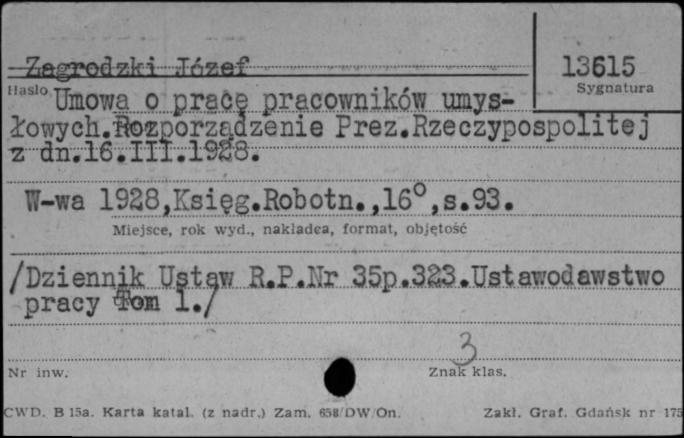 Zagrodzki Józef
13615
Hasło
Sygnatura
Umowa o pracę pracowników umys-
łowych.Rozporządzenie Prez.Rzeczypospolitej
z dn.16.III.1928.
W-wa 1928,Księg.Robotn.,16°,s.93.
Miejsce, rok wyd., nakładca, format, objętość
/Dziennik Ustaw R.P.Nr 35p.323.Ustawodawstwo
pracy Tom 1./
3
Nr inw.
Znak klas.
CWD. B 15a. Karta katal. (z nadr.) Zam. 658/DW/On.
Zakł. Graf. Gdańsk nr 175